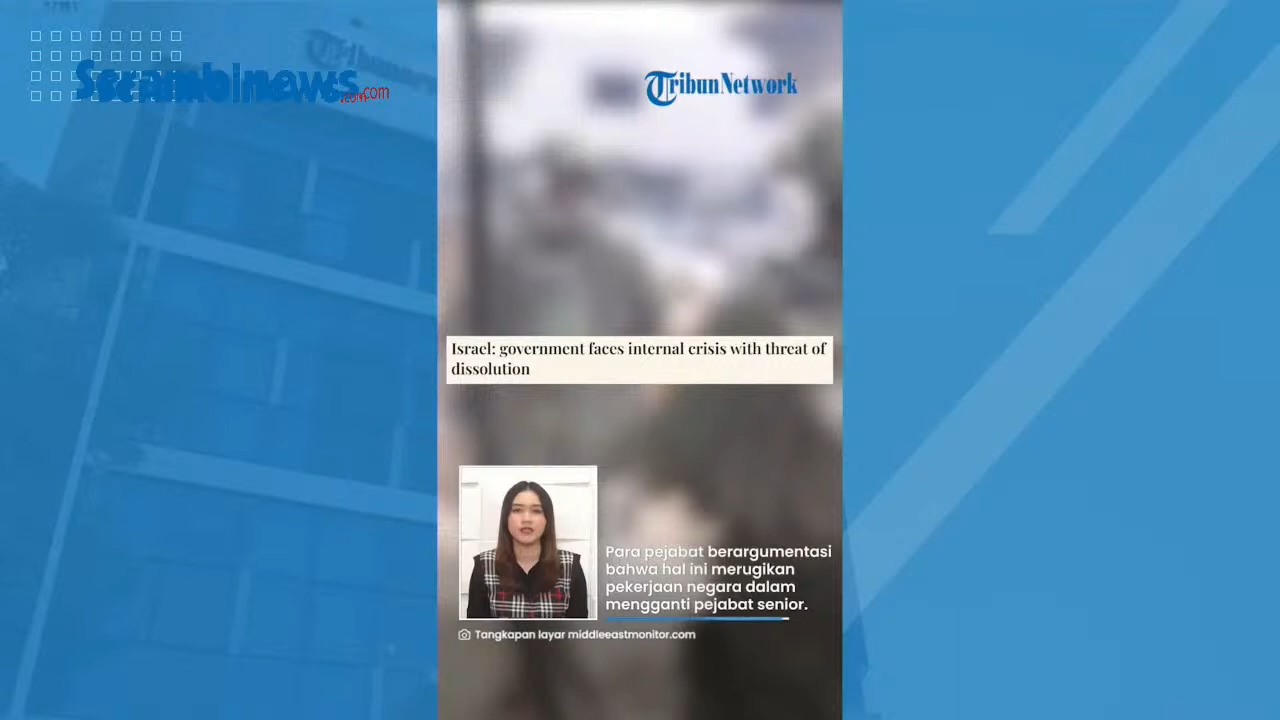 Serambinews.com
TribunNetwork
Israel: government faces internal crisis with threat of
dissolution
Para pejabat berargumentasi
bahwa hal ini merugikan
pekerjaan negara dalam
mengganti pejabat senior.
Tangkapan layar middleeastmonitor.com